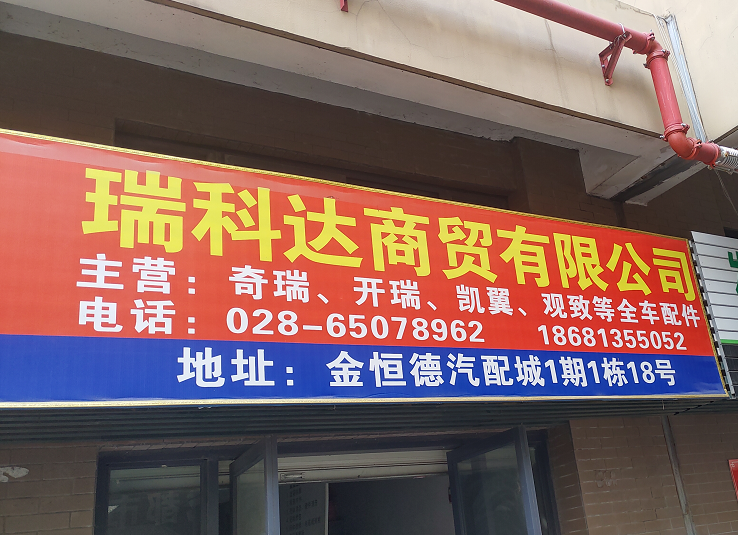 瑞科达商贸有限公司
主营：奇瑞、开瑞、凯翼、观致等全车配件
电话：028-65078962 18681355052
地址：金恒德汽配城1期1栋18号